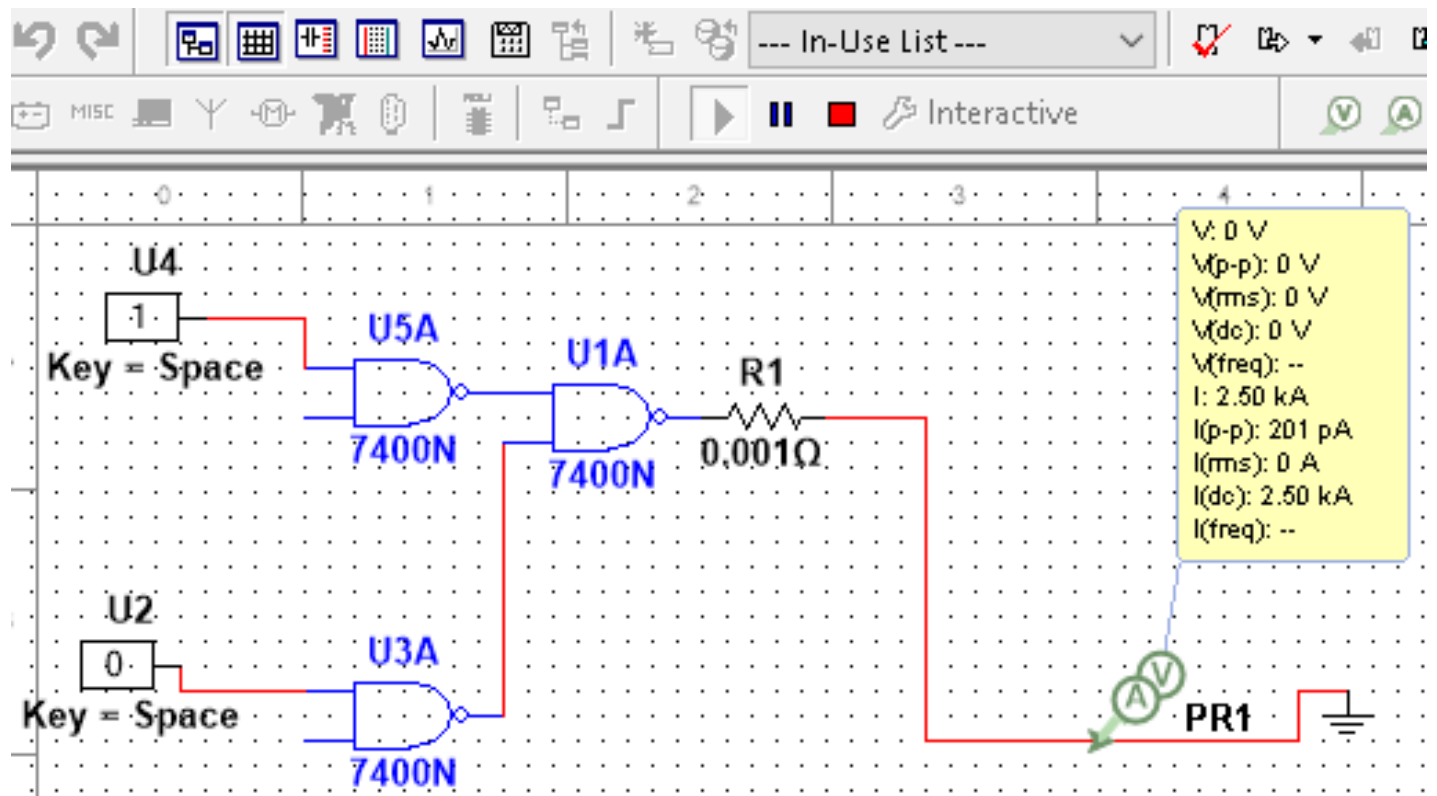 --- In-Use List ---
MISC
Interactive
V
A
0
1
2
3
4
V: 0 V
V(p-p): 0 V
V(rms): 0 V
V(dc): 0 V
V(freq): --
I: 2.50 kA
I(p-p): 201 pA
I(rms): 0 A
I(dc): 2.50 kA
I(freq): --
U4
1
Key = Space
U5A
7400N
U1A
7400N
R1
0.001Ω
U2
0
Key = Space
U3A
7400N
V
A
PR1